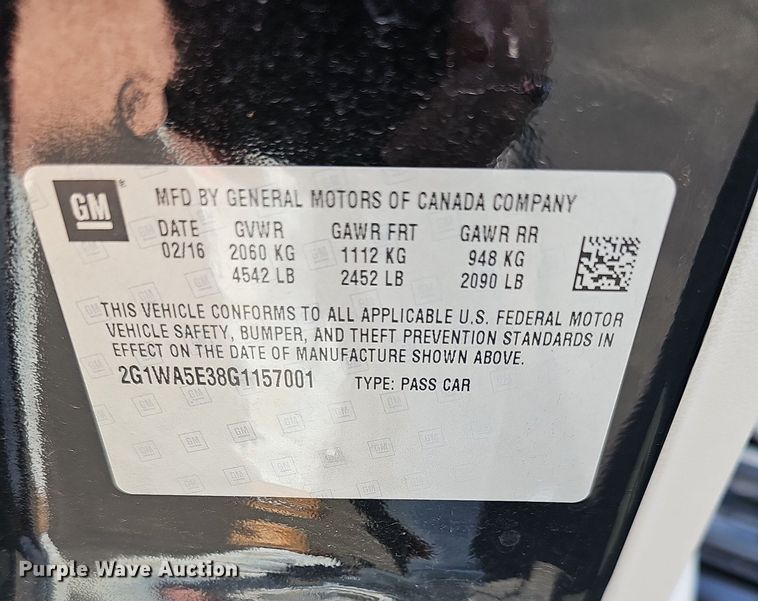 GM® MFD BY GENERAL MOTORS OF CANADA COMPANY
DATE GVWR GAWR FRT GAWR RR
02/16 2060 KG 1112 KG 948 KG
4542 LB 2452 LB 2090 LB
THIS VEHICLE CONFORMS TO ALL APPLICABLE U.S. FEDERAL MOTOR
VEHICLE SAFETY, BUMPER, AND THEFT PREVENTION STANDARDS IN
EFFECT ON THE DATE OF MANUFACTURE SHOWN ABOVE.
2G1WA5E38G1157001 TYPE: PASS CAR
Purple Wave Auction